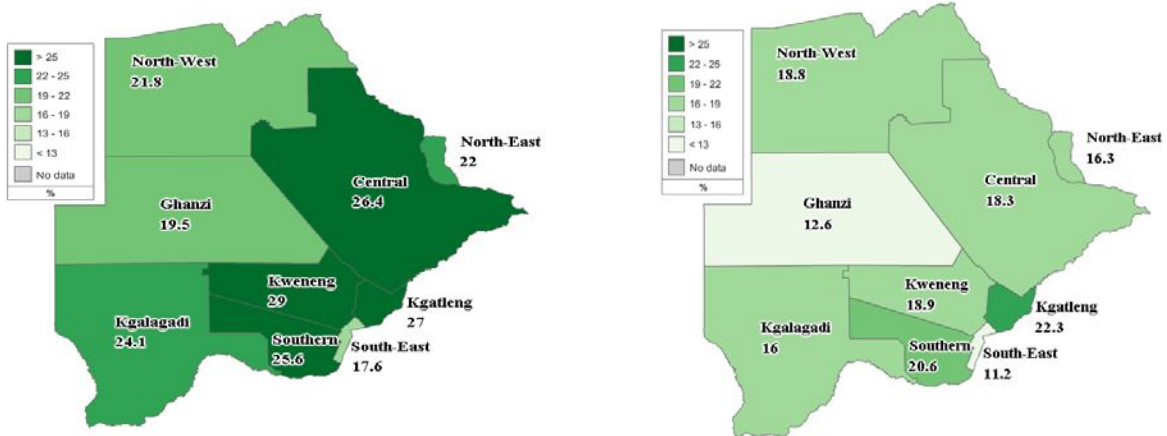 > 25
22 - 25
19 - 22
16 - 19
13 - 16
< 13
No data
%
North-West
21.8
North-East
22
Central
26.4
Ghanzi
19.5
Kweneng
29
Kgatleng
27
Kgalagadi
24.1
Southern
25.6
South-East
17.6
> 25
22 - 25
19 - 22
16 - 19
13 - 16
< 13
No data
%
North-West
18.8
North-East
16.3
Central
18.3
Ghanzi
12.6
Kweneng
18.9
Kgatleng
22.3
Kgalagadi
16
Southern
20.6
South-East
11.2